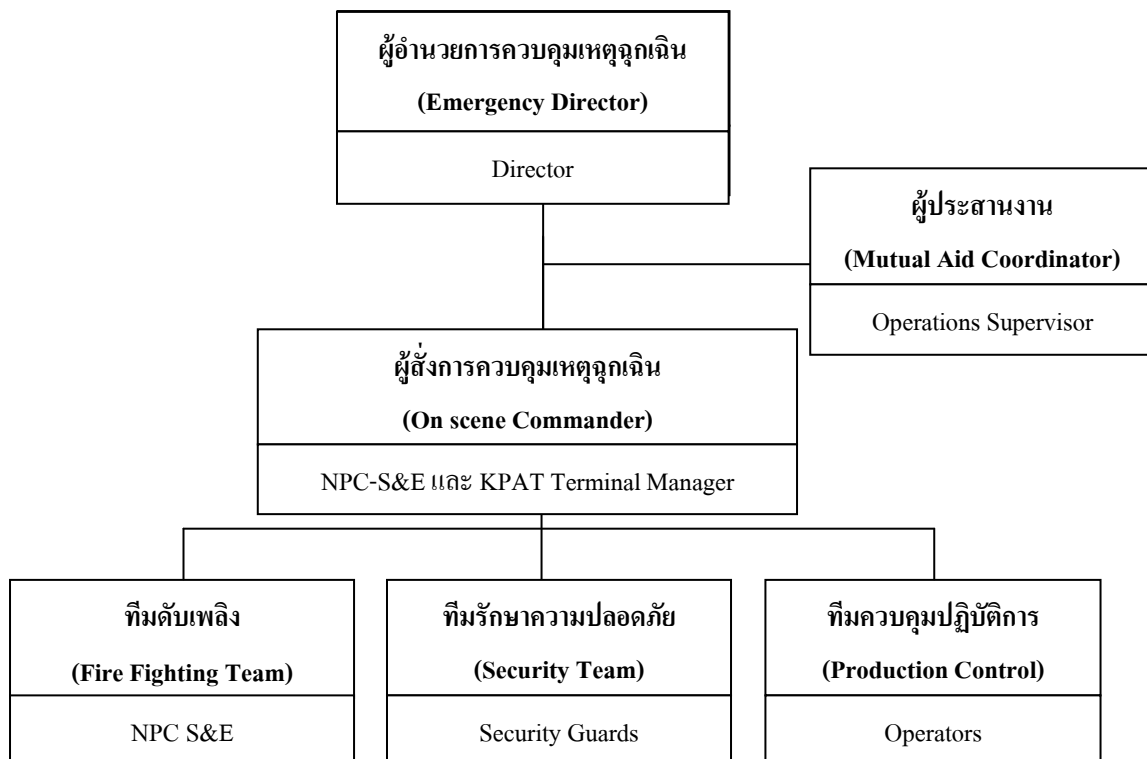 ผู้อำนวยการควบคุมเหตุฉุกเฉิน
(Emergency Director)
Director
ผู้ประสานงาน
(Mutual Aid Coordinator)
Operations Supervisor
ผู้สั่งการควบคุมเหตุฉุกเฉิน
(On scene Commander)
NPC-S&E และ KPAT Terminal Manager
ทีมดับเพลิง
(Fire Fighting Team)
NPC S&E
ทีมรักษาความปลอดภัย
(Security Team)
Security Guards
ทีมควบคุมปฏิบัติการ
(Production Control)
Operators